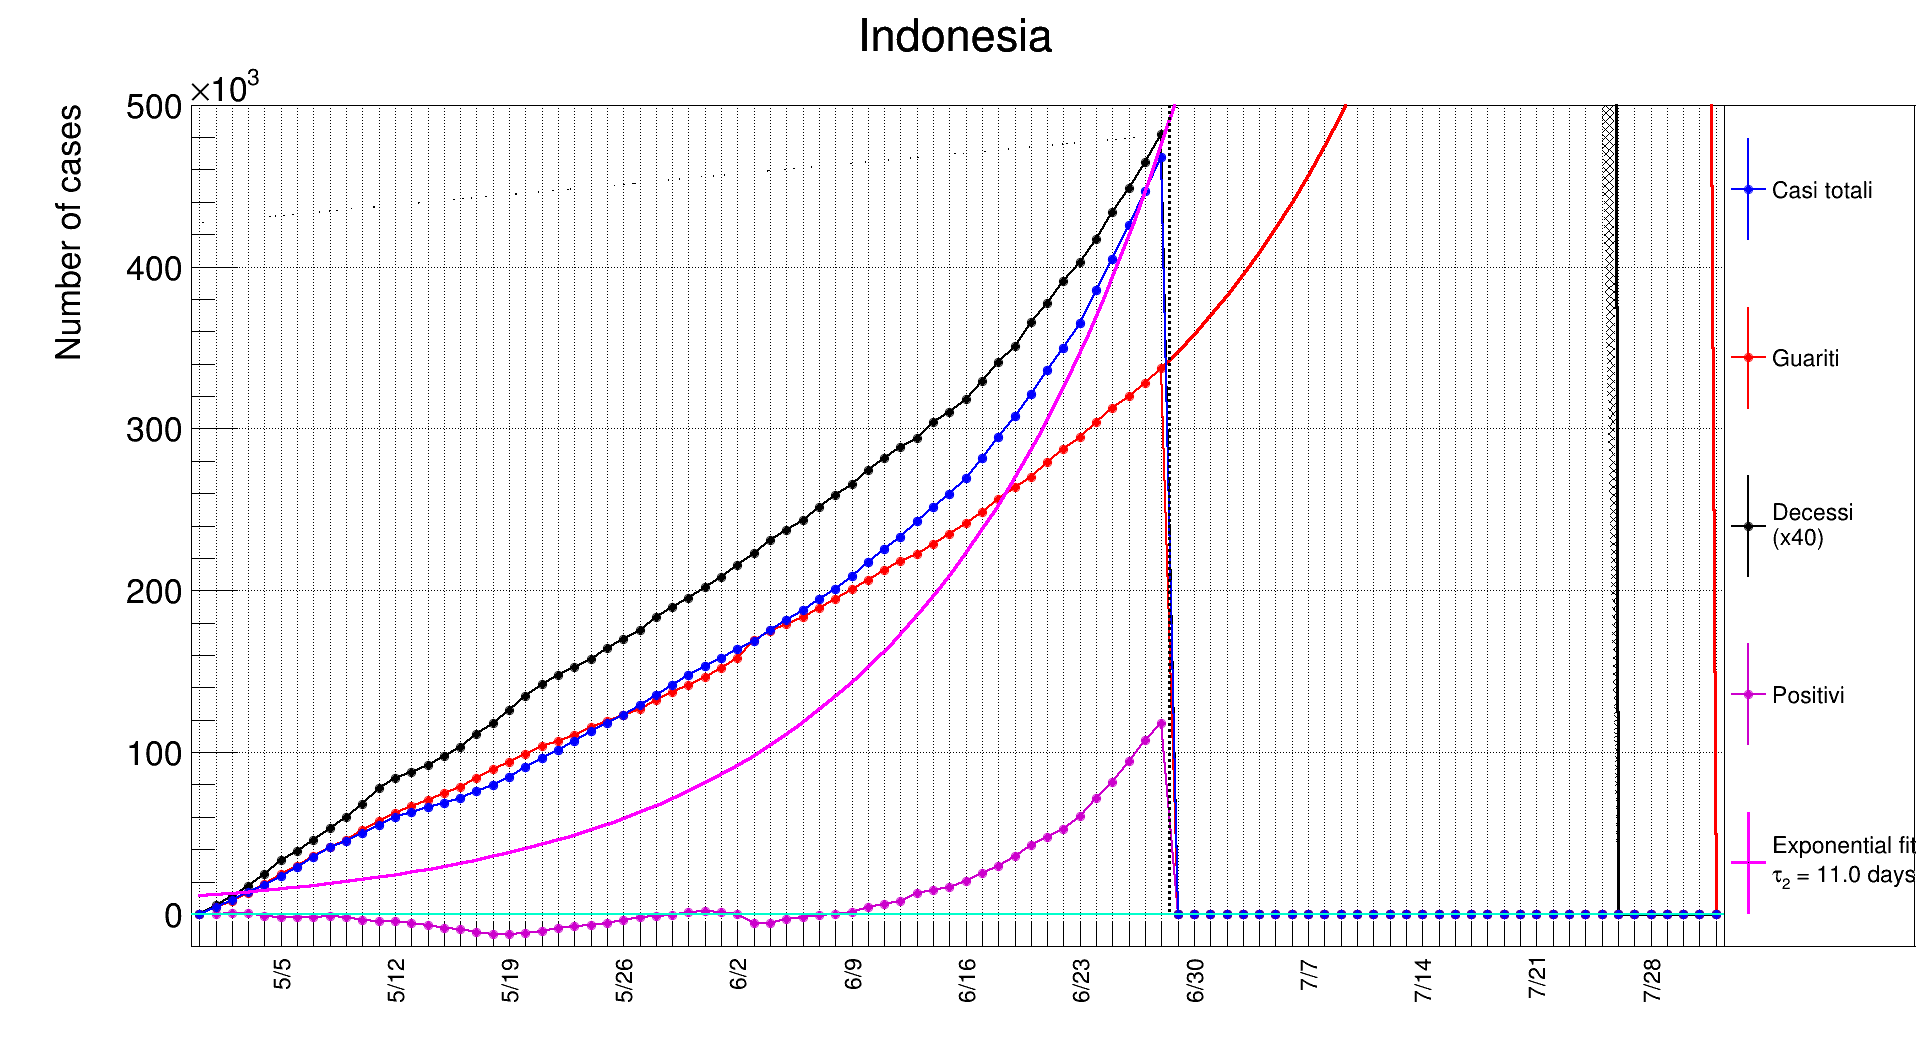 Indonesia
×10³
Number of cases
500
400
300
200
100
0
5/5
5/12
5/19
5/26
6/2
6/9
6/16
6/23
6/30
7/7
7/14
7/21
7/28
Casi totali
Guariti
Decessi
(x40)
Positivi
Exponential fit
τ₂ = 11.0 days